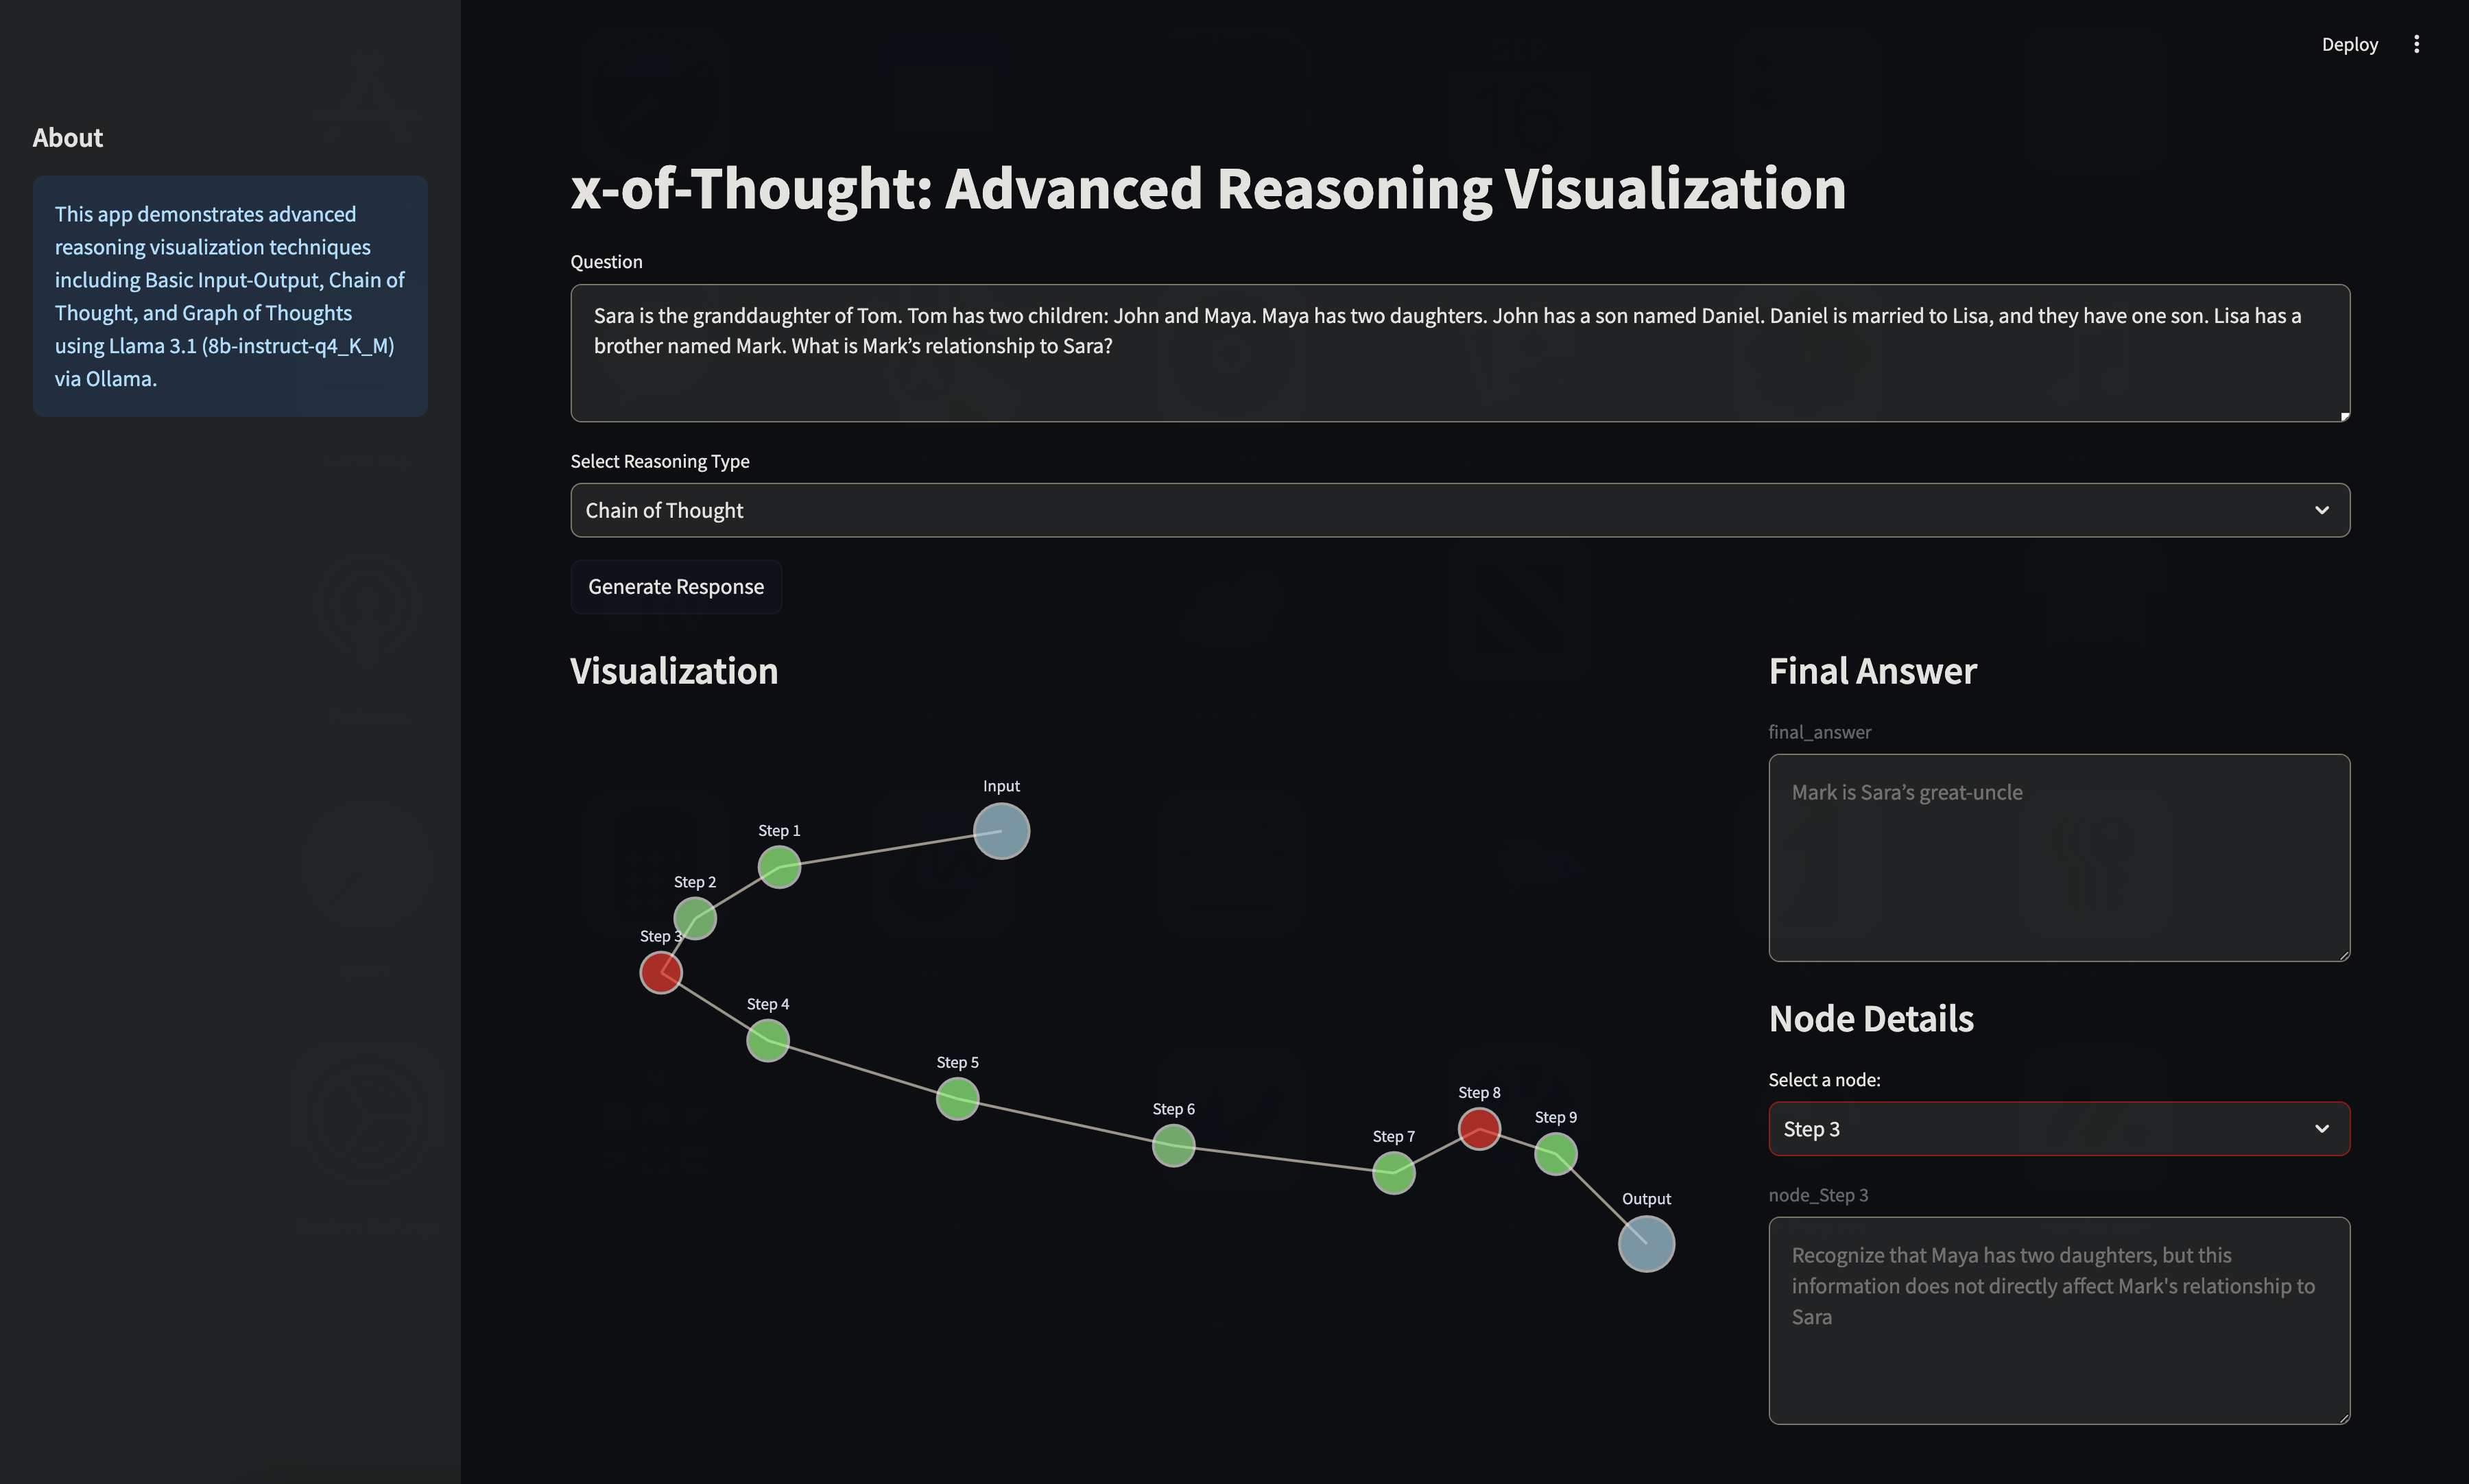 Deploy
About
This app demonstrates advanced
reasoning visualization techniques
including Basic Input-Output, Chain of
Thought, and Graph of Thoughts
using Llama 3.1 (8b-instruct-q4_K_M)
via Ollama.
x-of-Thought: Advanced Reasoning Visualization
Question
Sara is the granddaughter of Tom. Tom has two children: John and Maya. Maya has two daughters. John has a son named Daniel. Daniel is married to Lisa, and they have one son. Lisa has a
brother named Mark. What is Mark’s relationship to Sara?
Select Reasoning Type
Chain of Thought
Generate Response
Visualization
Input
Step 1
Step 2
Step 3
Step 4
Step 5
Step 6
Step 7
Step 8
Step 9
Output
Final Answer
final_answer
Mark is Sara’s great-uncle
Node Details
Select a node:
Step 3
node_Step 3
Recognize that Maya has two daughters, but this
information does not directly affect Mark's relationship to
Sara